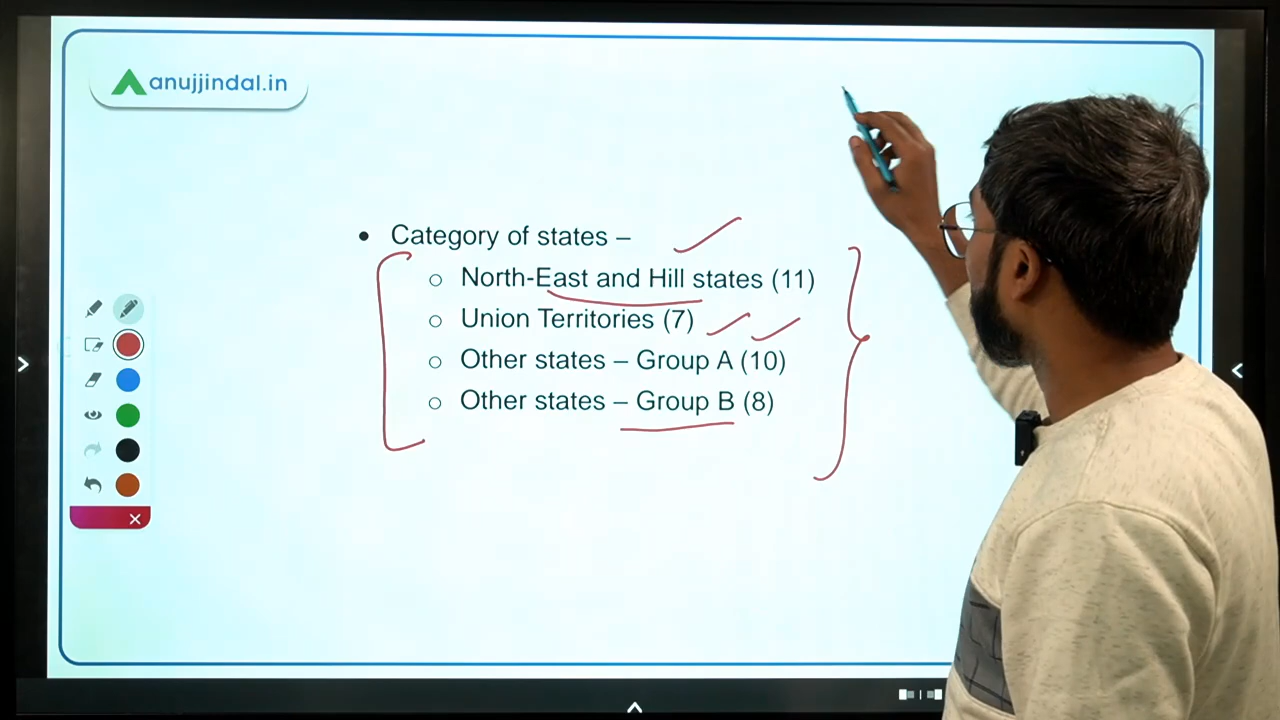 anujjindal.in
• Category of states –
○ North-East and Hill states (11)
○ Union Territories (7)
○ Other states – Group A (10)
○ Other states – Group B (8)